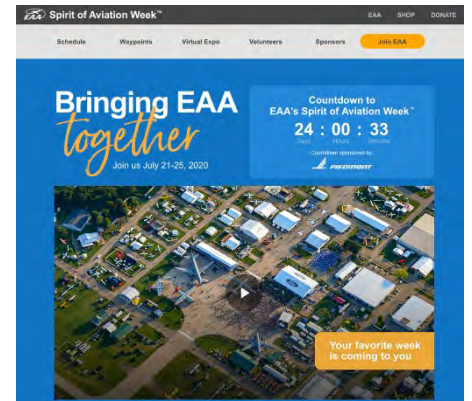 EAA Spirit of Aviation Week™
EAA SHOP DONATE
Schedule Waypoints Virtual Expo Volunteers Sponsors Join EAA
Bringing EAA
together
Join us July 21-25, 2020
Countdown to
EAA's Spirit of Aviation Week™
24 : 00 : 33
Days Hours Minutes
Countdown sponsored by:
PIEDMONT
Your favorite week
is coming to you